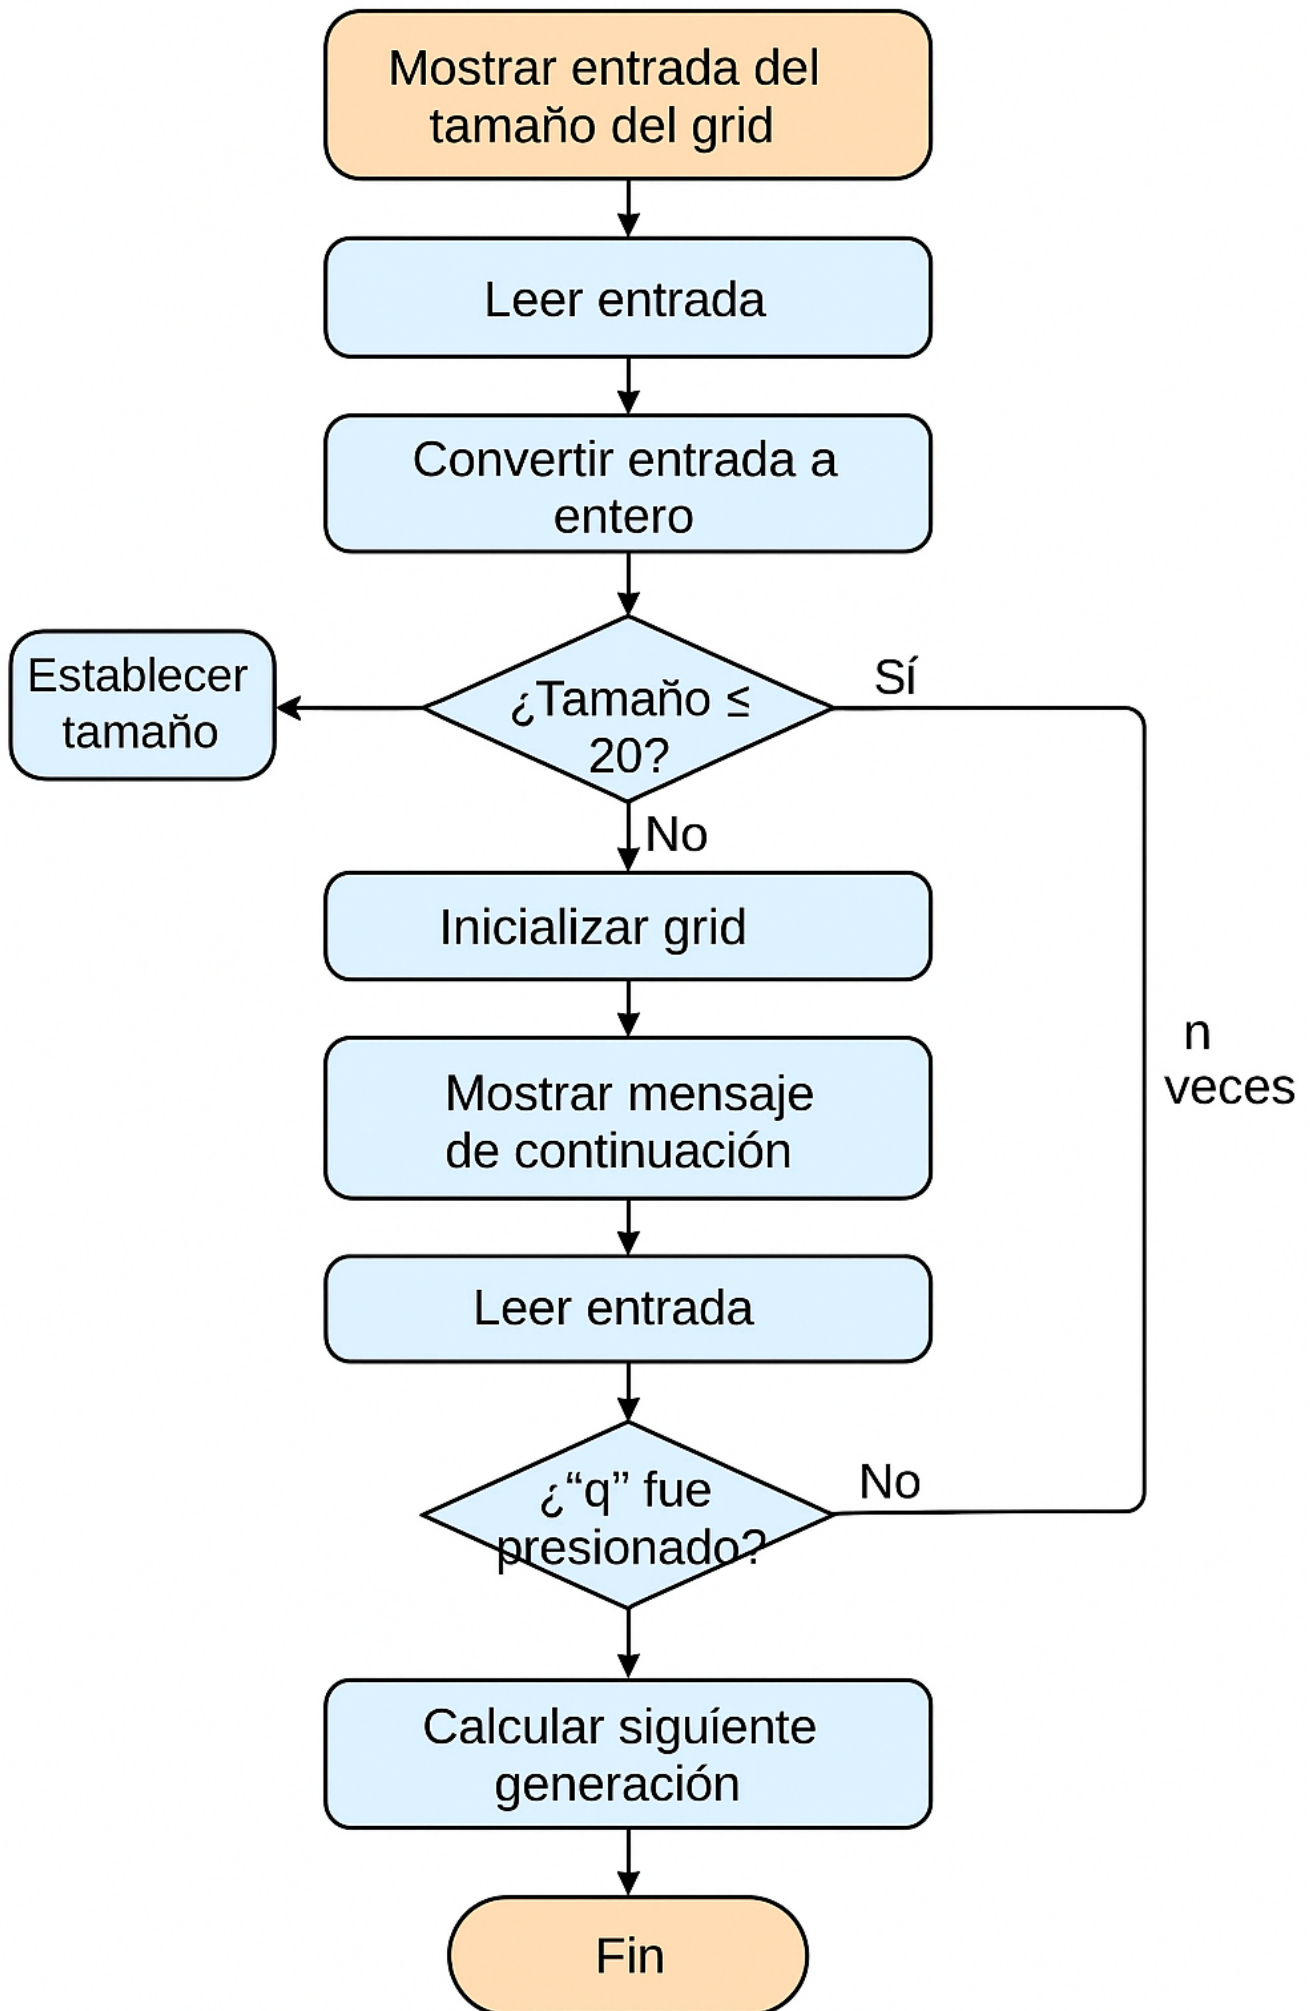 Mostrar entrada del
tamaño del grid
Leer entrada
Convertir entrada a
entero
Establecer
tamaño
¿Tamaño ≤
20?
Sí
No
Inicializar grid
n
veces
Mostrar mensaje
de continuación
Leer entrada
¿“q” fue
presionado?
No
Calcular siguíente
generación
Fin